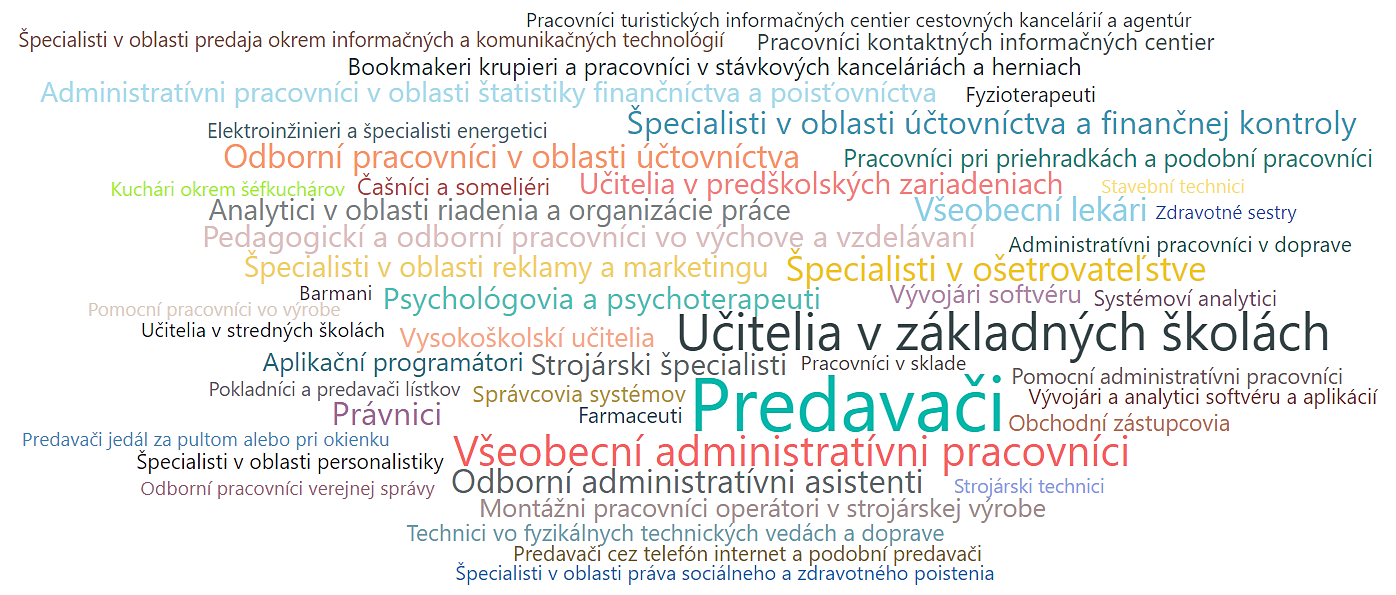 Pracovníci turistických informačných centier cestovných kancelárií a agentúr
Špecialisti v oblasti predaja okrem informačných a komunikačných technológií
Pracovníci kontaktných informačných centier
Bookmakeri krupieri a pracovníci v stávkových kanceláriách a herniach
Administratívni pracovníci v oblasti štatistiky finančníctva a poisťovníctva
Fyzioterapeuti
Elektroinžinieri a špecialisti energetici
Špecialisti v oblasti účtovníctva a finančnej kontroly
Odborní pracovníci v oblasti účtovníctva
Pracovníci pri priehradkách a podobní pracovníci
Kuchári okrem šéfkuchárov
Čašníci a someliéri
Učitelia v predškolských zariadeniach
Stavební technici
Analytici v oblasti riadenia a organizácie práce
Všeobecní lekári
Zdravotné sestry
Pedagogickí a odborní pracovníci vo výchove a vzdelávaní
Administratívni pracovníci v doprave
Špecialisti v oblasti reklamy a marketingu
Špecialisti v ošetrovateľstve
Barmani
Psychológovia a psychoterapeuti
Vývojári softvéru
Systémoví analytici
Pomocní pracovníci vo výrobe
Učitelia v stredných školách
Vysokoškolskí učitelia
Učitelia v základných školách
Aplikační programátori
Strojárski špecialisti
Pracovníci v sklade
Pokladníci a predavači lístkov
Správcovia systémov
Predavači
Pomocní administratívni pracovníci
Vývojári a analytici softvéru a aplikácií
Právnici
Farmaceuti
Obchodní zástupcovia
Predavači jedál za pultom alebo pri okienku
Všeobecní administratívni pracovníci
Špecialisti v oblasti personalistiky
Odborní pracovníci verejnej správy
Odborní administratívni asistenti
Strojárski technici
Montážni pracovníci operátori v strojárskej výrobe
Technici vo fyzikálnych technických vedách a doprave
Predavači cez telefón internet a podobní predavači
Špecialisti v oblasti práva sociálneho a zdravotného poistenia